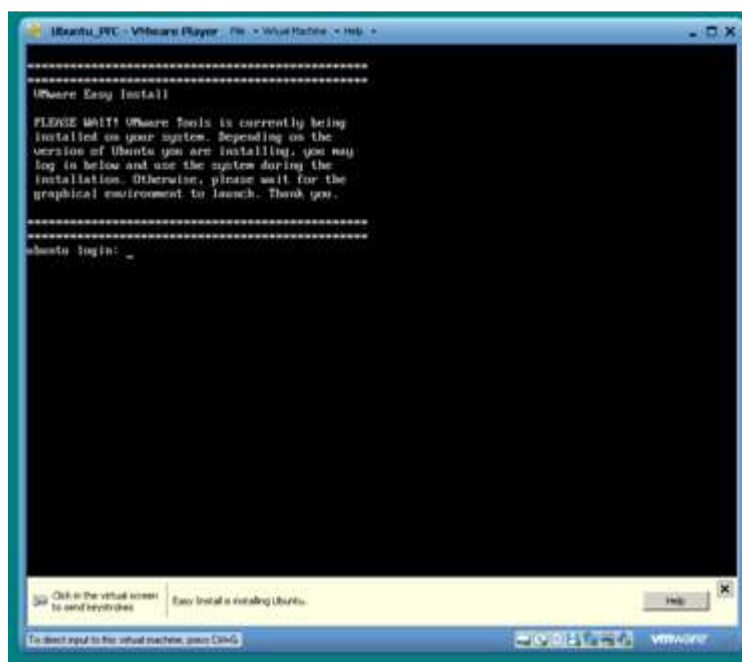 Ubuntu_PFC - VMware Player File Virtual Machine Help
========================================
========================================
VMware Easy Install
PLEASE WAIT! VMware Tools is currently being
installed on your system. Depending on the
version of Ubuntu you are installing, you may
log in below and use the system during the
installation. Otherwise, please wait for the
graphical environment to launch. Thank you.
========================================
========================================
ubuntu login: _
Click in the virtual screen
to send keystrokes
Easy Install is installing Ubuntu.
Help
To direct input to this virtual machine, press Ctrl+G.
vmware